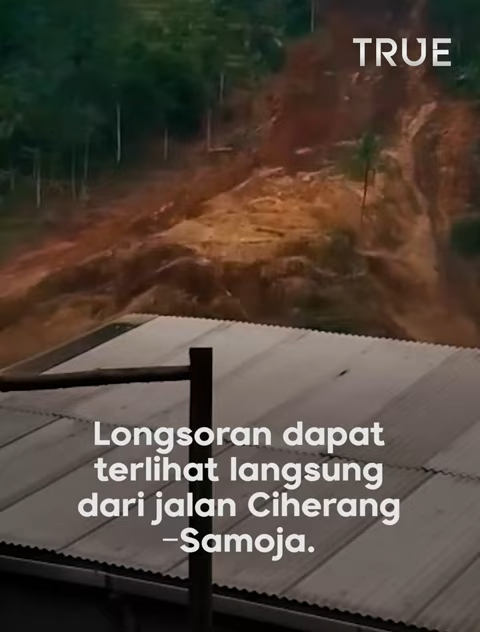 TRUE
Longsoran dapat
terlihat langsung
dari jalan Ciherang
–Samoja.